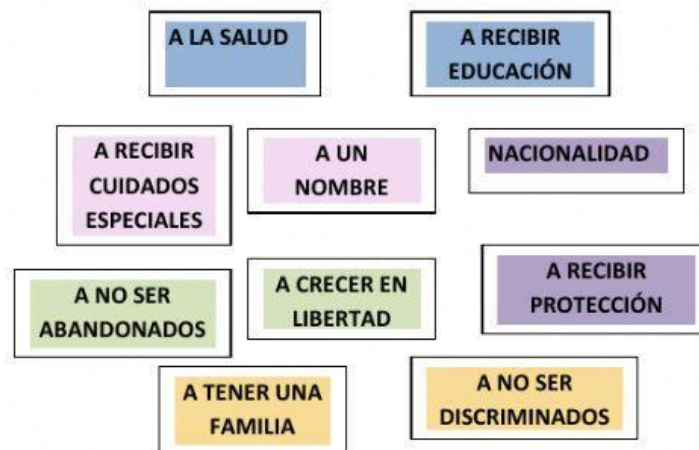 A LA SALUD
A RECIBIR
EDUCACIÓN
A RECIBIR
CUIDADOS
ESPECIALES
A UN
NOMBRE
NACIONALIDAD
A NO SER
ABANDONADOS
A CRECER EN
LIBERTAD
A RECIBIR
PROTECCIÓN
A TENER UNA
FAMILIA
A NO SER
DISCRIMINADOS